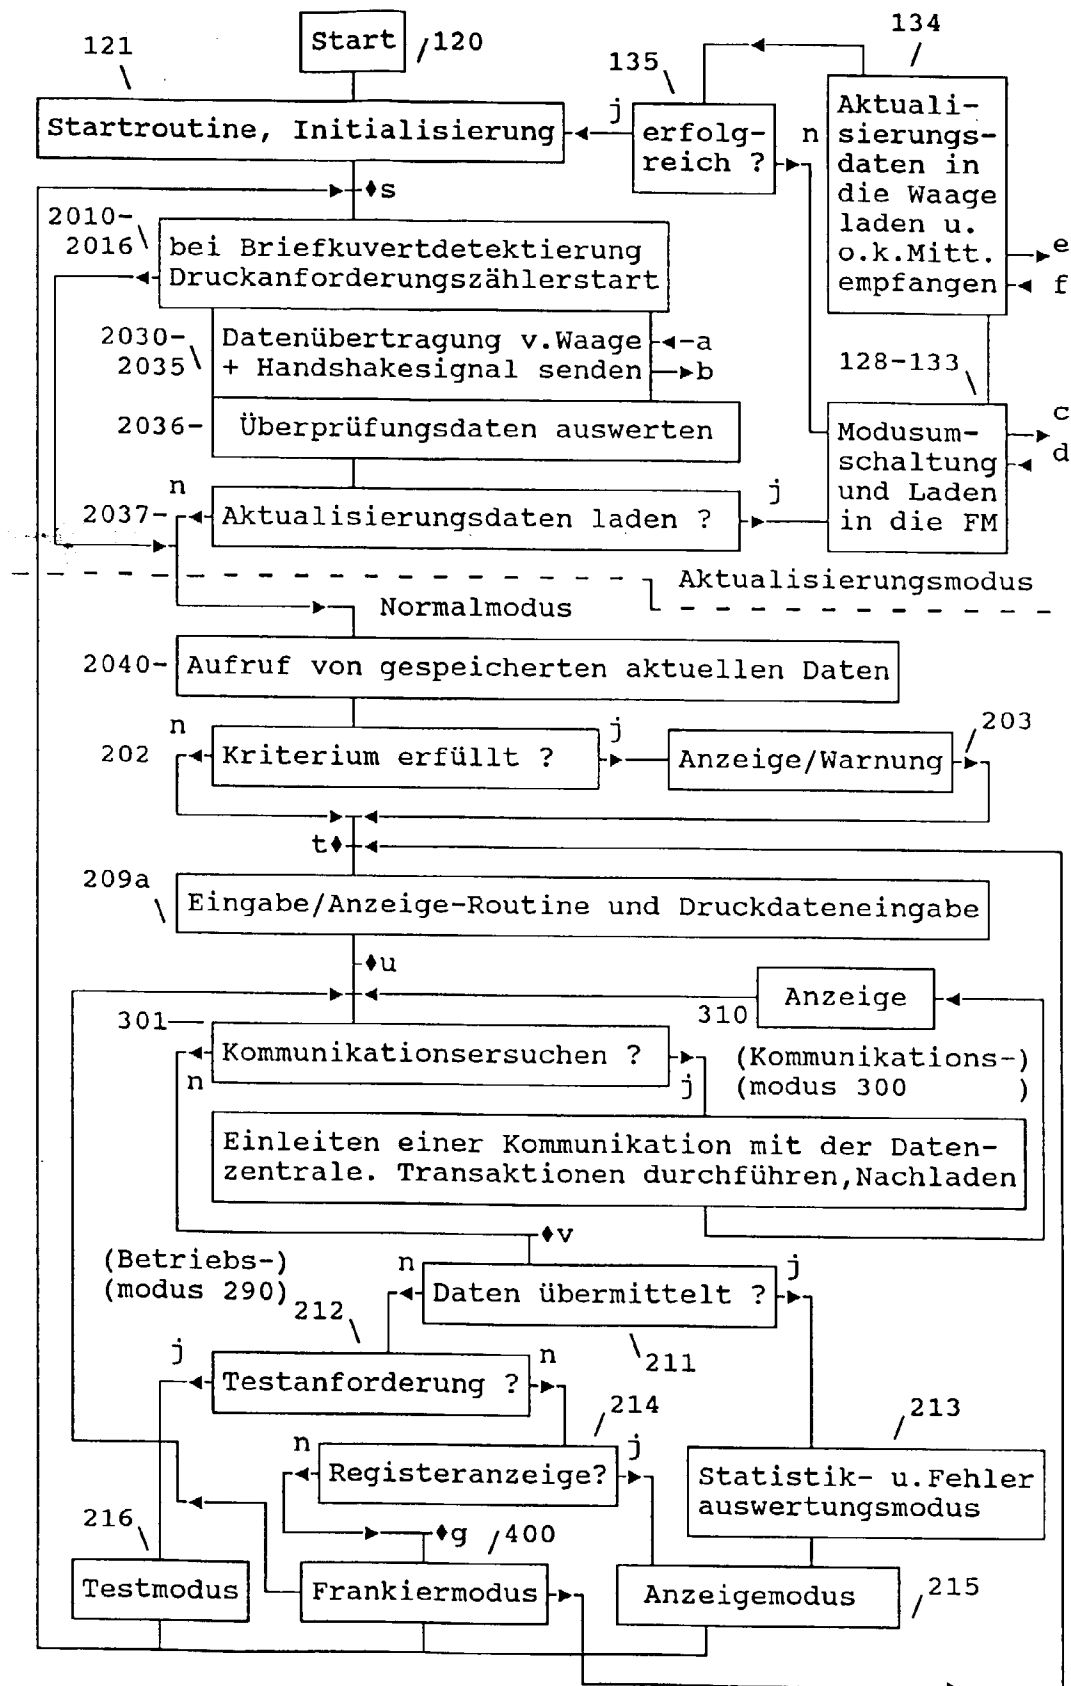 121
Start
120
134
135
j
n
Startroutine, Initialisierung
erfolg-
reich ?
Aktuali-
sierungs-
daten in
die Waage
laden u.
o.k.Mitt.
empfangen
e
f
s
2010-
2016
bei Briefkuvertdetektierung
Druckanforderungszählerstart
2030-
2035
Datenübertragung v.Waage
+ Handshakesignal senden
a
b
128-133
2036-
Überprüfungsdaten auswerten
Modusum-
schaltung
und Laden
in die FM
c
d
n
j
2037-
Aktualisierungsdaten laden ?
Aktualisierungsmodus
Normalmodus
2040-
Aufruf von gespeicherten aktuellen Daten
n
j
203
202
Kriterium erfüllt ?
Anzeige/Warnung
t
209a
Eingabe/Anzeige-Routine und Druckdateneingabe
u
Anzeige
310
301
Kommunikationsersuchen ?
n
j
(Kommunikations-)
(modus 300 )
Einleiten einer Kommunikation mit der Daten-
zentrale. Transaktionen durchführen,Nachladen
v
(Betriebs-)
(modus 290)
n
j
Daten übermittelt ?
212
211
j
n
Testanforderung ?
214
213
n
j
Registeranzeige?
Statistik- u.Fehler
auswertungsmodus
216
g
400
Testmodus
Frankiermodus
Anzeigemodus
215